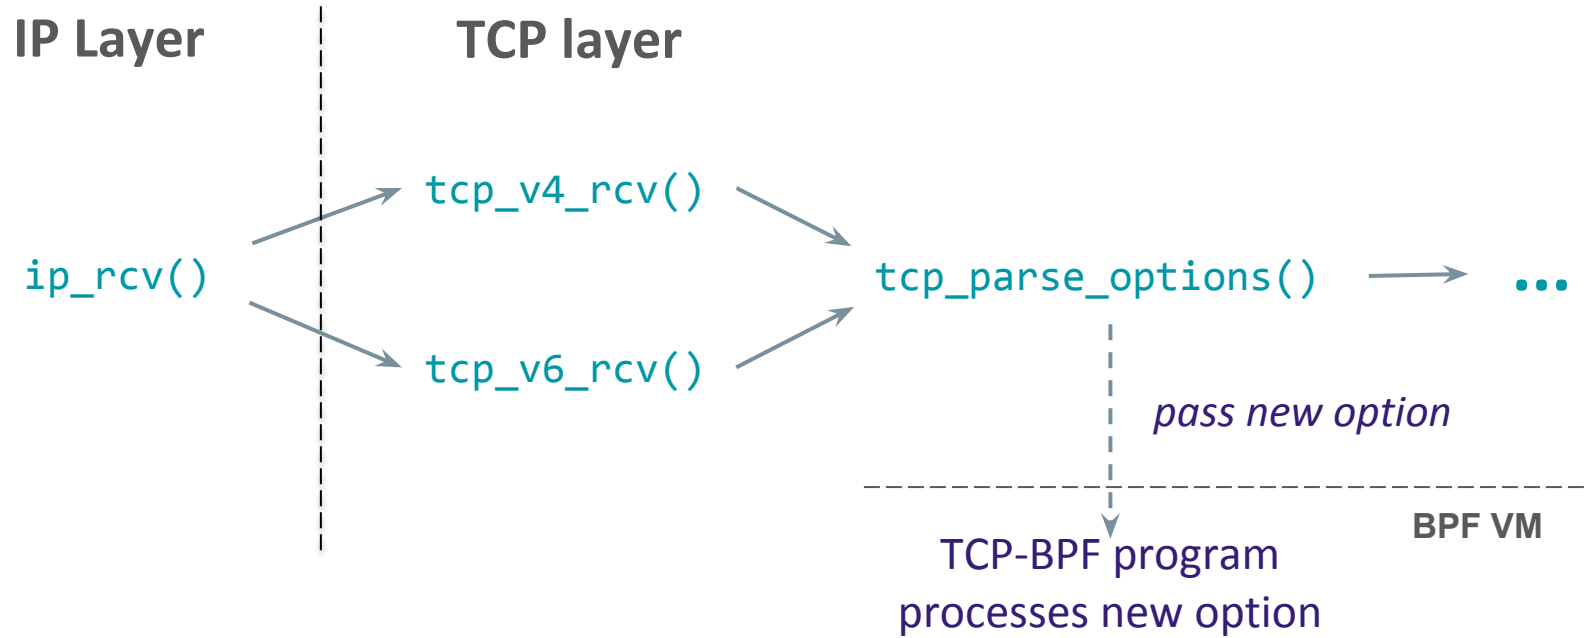 IP Layer
TCP layer
tcp_v4_rcv()
ip_rcv()
tcp_parse_options()
...
tcp_v6_rcv()
pass new option
BPF VM
TCP-BPF program
processes new option